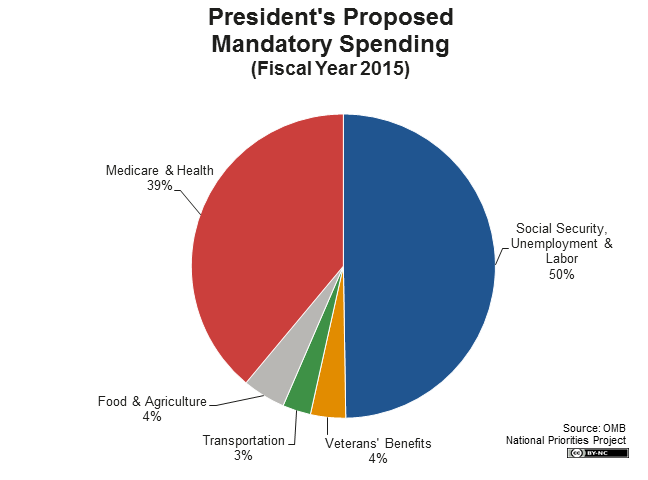 President's Proposed
Mandatory Spending
(Fiscal Year 2015)
Medicare & Health
39%
Social Security,
Unemployment &
Labor
50%
Food & Agriculture
4%
Transportation
3%
Veterans' Benefits
4%
Source: OMB
National Priorities Project
cc BY-NC